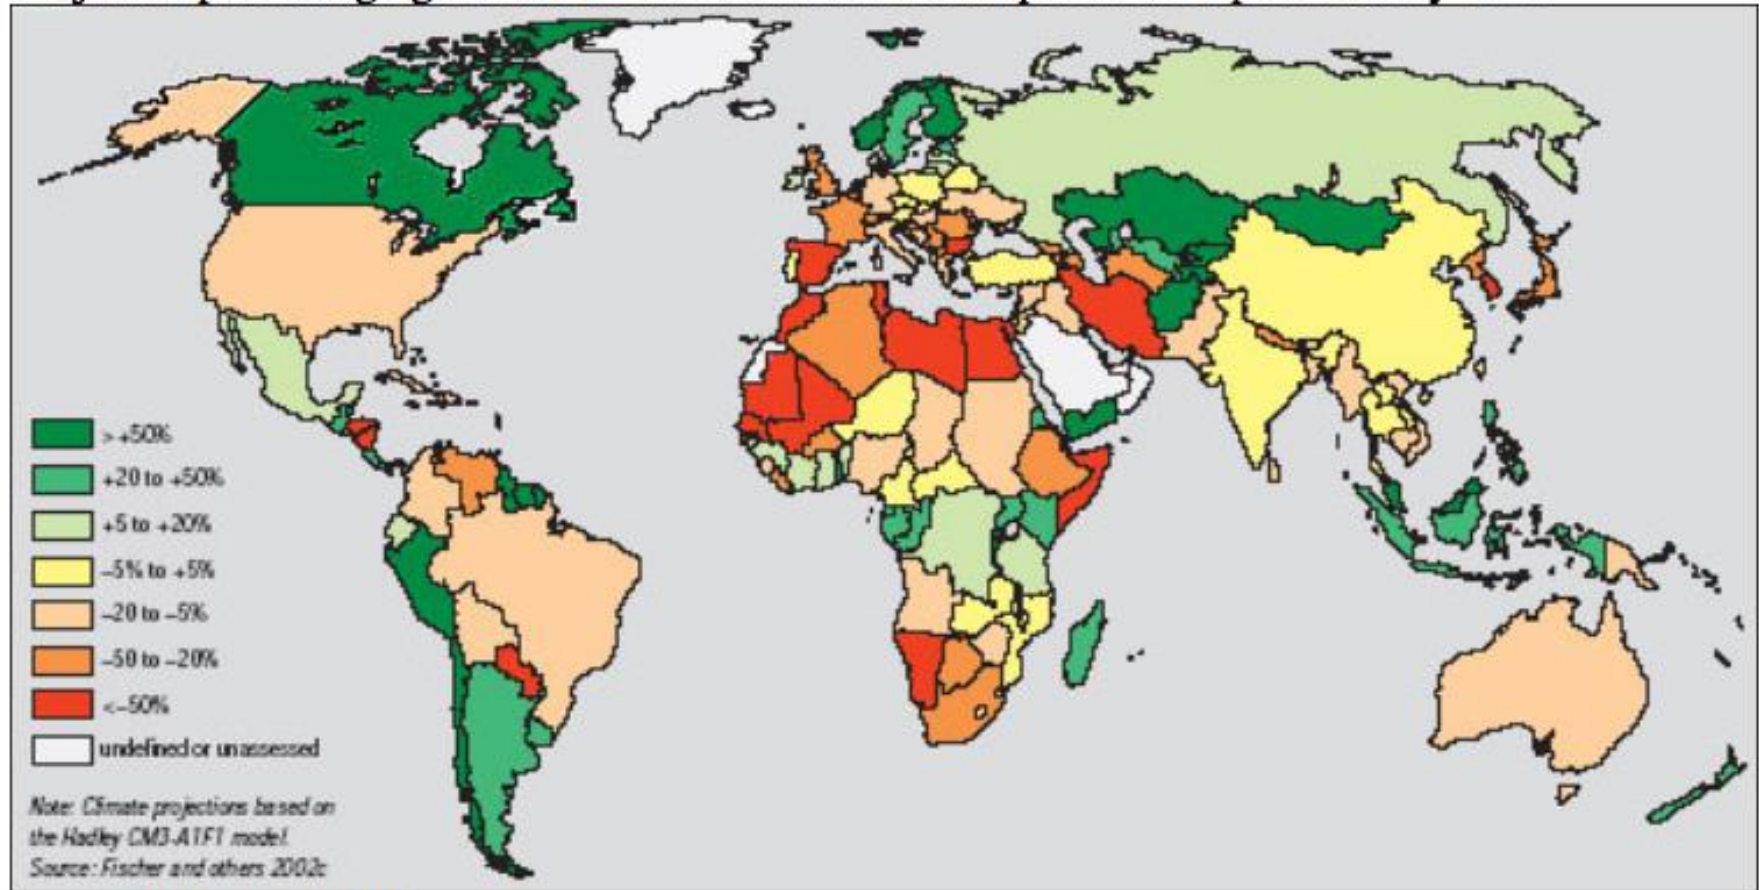 > +50%
+20 to +50%
+5 to +20%
–5% to +5%
–20 to –5%
–50 to –20%
<–50%
undefined or unassessed
Note: Climate projections based on
the Hadley CM3-A1F1 model.
Source: Fischer and others 2002c